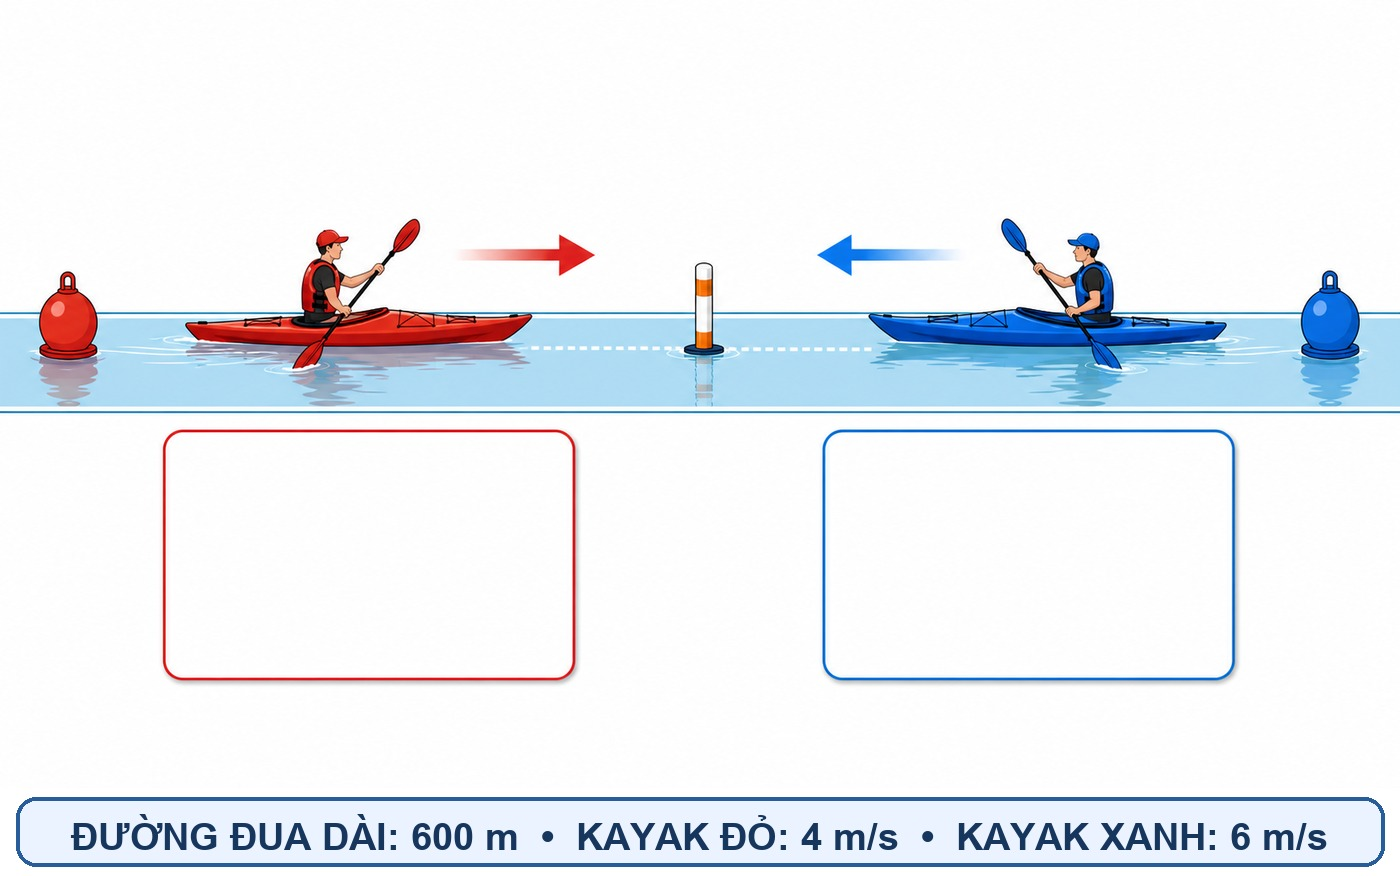 ĐƯỜNG ĐUA DÀI: 600 m • KAYAK ĐỎ: 4 m/s • KAYAK XANH: 6 m/s